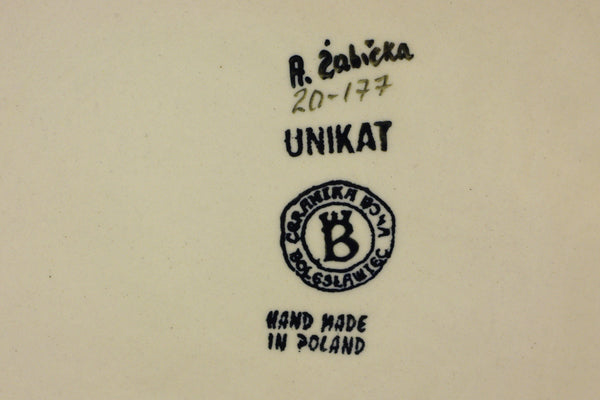 A. Żabicka
20-177
UNIKAT
CERAMIKA
BOLESŁAWIEC
B
HAND MADE
IN POLAND